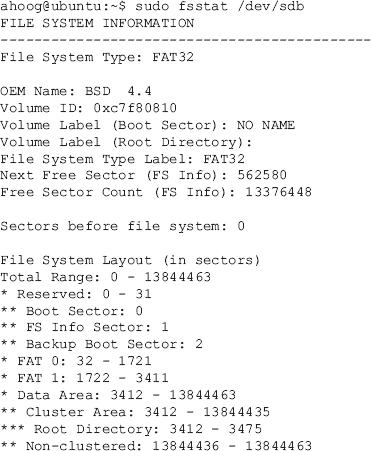 ahoog@ubuntu:~$ sudo fsstat /dev/sdb
FILE SYSTEM INFORMATION
--------------------------------------------
File System Type: FAT32
OEM Name: BSD  4.4
Volume ID: 0xc7f80810
Volume Label (Boot Sector): NO NAME
Volume Label (Root Directory):
File System Type Label: FAT32
Next Free Sector (FS Info): 562580
Free Sector Count (FS Info): 13376448
Sectors before file system: 0
File System Layout (in sectors)
Total Range: 0 - 13844463
* Reserved: 0 - 31
** Boot Sector: 0
** FS Info Sector: 1
** Backup Boot Sector: 2
* FAT 0: 32 - 1721
* FAT 1: 1722 - 3411
* Data Area: 3412 - 13844463
** Cluster Area: 3412 - 13844435
*** Root Directory: 3412 - 3475
** Non-clustered: 13844436 - 13844463